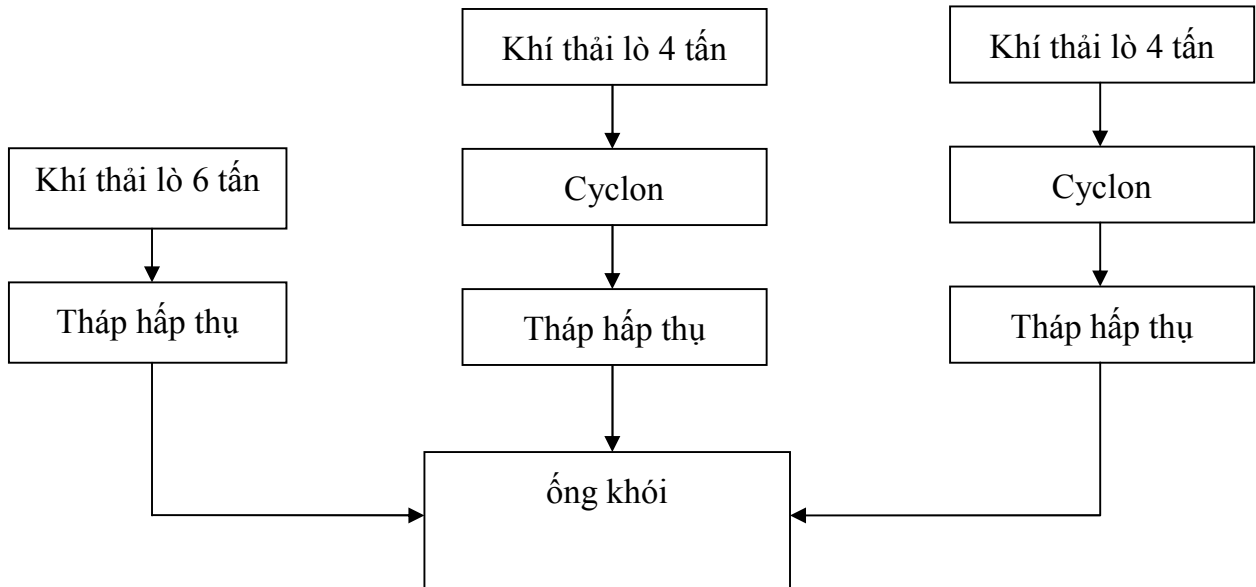 Khí thải lò 4 tấn
Khí thải lò 4 tấn
Khí thải lò 6 tấn
Cyclon
Cyclon
Tháp hấp thụ
Tháp hấp thụ
Tháp hấp thụ
ống khói